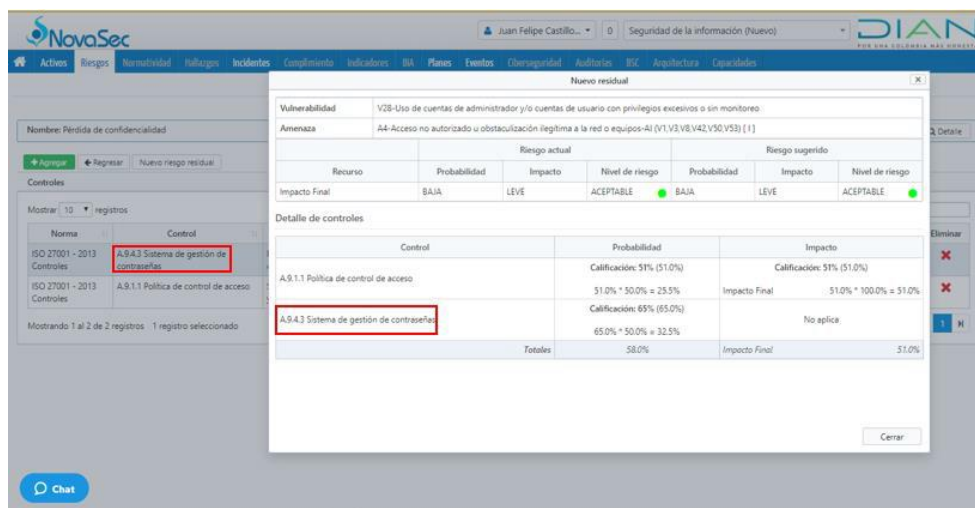 NovaSec
Juan Felipe Castillo... 0 Seguridad de la información (Nuevo)
DIAN
POR UNA COLOMBIA MÁS HONESTA
Activos Riesgos Normatividad Hallazgos Incidentes Cumplimiento Indicadores BIA Planes Eventos Ciberseguridad Auditorías BSC Arquitectura Capacidades
Nuevo residual
Vulnerabilidad V28-Uso de cuentas de administrador y/o cuentas de usuario con privilegios excesivos o sin monitoreo
Amenaza A4-Acceso no autorizado u obstaculización ilegítima a la red o equipos-AI (V1,V3,V8,V42,V50,V53) [ I ]
Riesgo actual Riesgo sugerido
Recurso Probabilidad Impacto Nivel de riesgo Probabilidad Impacto Nivel de riesgo
Impacto Final BAJA LEVE ACEPTABLE BAJA LEVE ACEPTABLE
Detalle de controles
Control Probabilidad Impacto
A.9.1.1 Política de control de acceso
Calificación: 51% (51.0%) Calificación: 51% (51.0%)
51.0% * 50.0% = 25.5% Impacto Final 51.0% * 100.0% = 51.0%
A.9.4.3 Sistema de gestión de contraseñas
Calificación: 65% (65.0%)
65.0% * 50.0% = 32.5%
No aplica
Totales 58.0% Impacto Final 51.0%
Cerrar
Nombre: Pérdida de confidencialidad
Detalle
Agregar Regresar Nuevo riesgo residual
Controles
Mostrar 10 registros
Norma Control Eliminar
ISO 27001 - 2013 Controles A.9.4.3 Sistema de gestión de contraseñas
ISO 27001 - 2013 Controles A.9.1.1 Política de control de acceso
Mostrando 1 al 2 de 2 registros 1 registro seleccionado
1
Chat